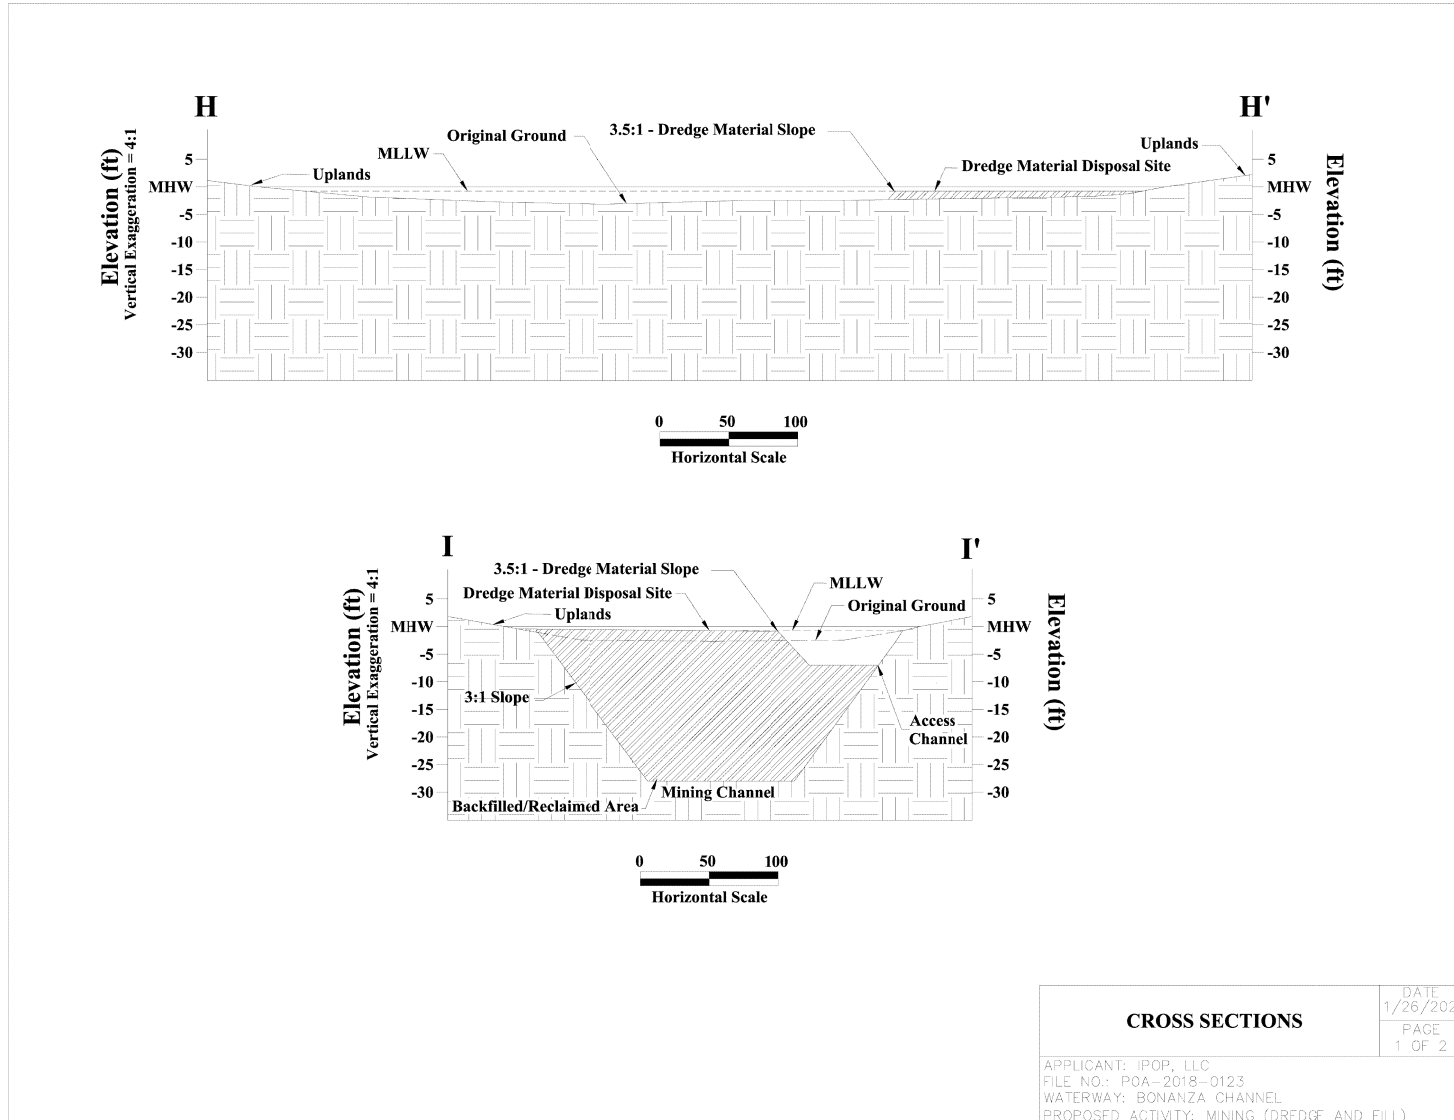 H
H'
Elevation (ft)
Vertical Exaggeration = 4:1
5
MHW
-5
-10
-15
-20
-25
-30
Uplands
MLLW
Original Ground
3.5:1 - Dredge Material Slope
Dredge Material Disposal Site
Uplands
5
MHW
-5
-10
-15
-20
-25
-30
Elevation (ft)
0 50 100
Horizontal Scale
I
I'
Elevation (ft)
Vertical Exaggeration = 4:1
5
MHW
-5
-10
-15
-20
-25
-30
3.5:1 - Dredge Material Slope
Dredge Material Disposal Site
Uplands
MLLW
Original Ground
3:1 Slope
Access
Channel
Mining Channel
Backfilled/Reclaimed Area
5
MHW
-5
-10
-15
-20
-25
-30
Elevation (ft)
0 50 100
Horizontal Scale
CROSS SECTIONS
DATE
1/26/202
PAGE
1 OF 2
APPLICANT: IPOP, LLC
FILE NO.: POA-2018-0123
WATERWAY: BONANZA CHANNEL
PROPOSED ACTIVITY: MINING (DREDGE AND FILL)